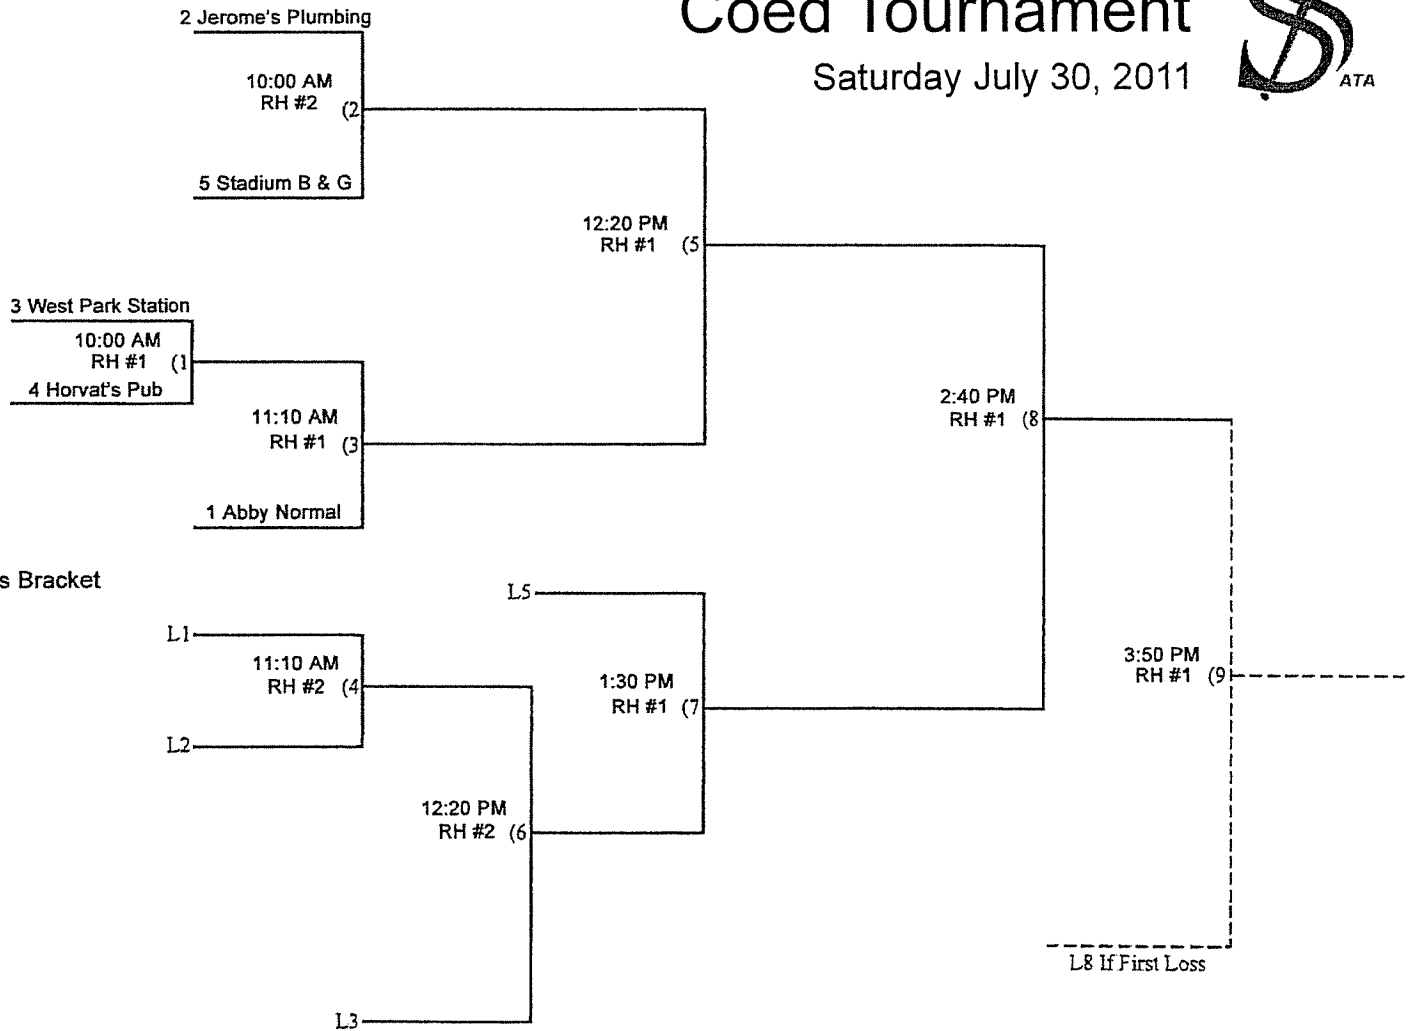 2 Jerome's Plumbing
Coed Tournament
Saturday July 30, 2011
ATA
10:00 AM
RH #2 (2
5 Stadium B & G
12:20 PM
RH #1 (5
3 West Park Station
10:00 AM
RH #1 (1
4 Horvat's Pub
11:10 AM
RH #1 (3
2:40 PM
RH #1 (8
1 Abby Normal
s Bracket
L5
L1
11:10 AM
RH #2 (4
L2
1:30 PM
RH #1 (7
3:50 PM
RH #1 (9
12:20 PM
RH #2 (6
L8 If First Loss
L3